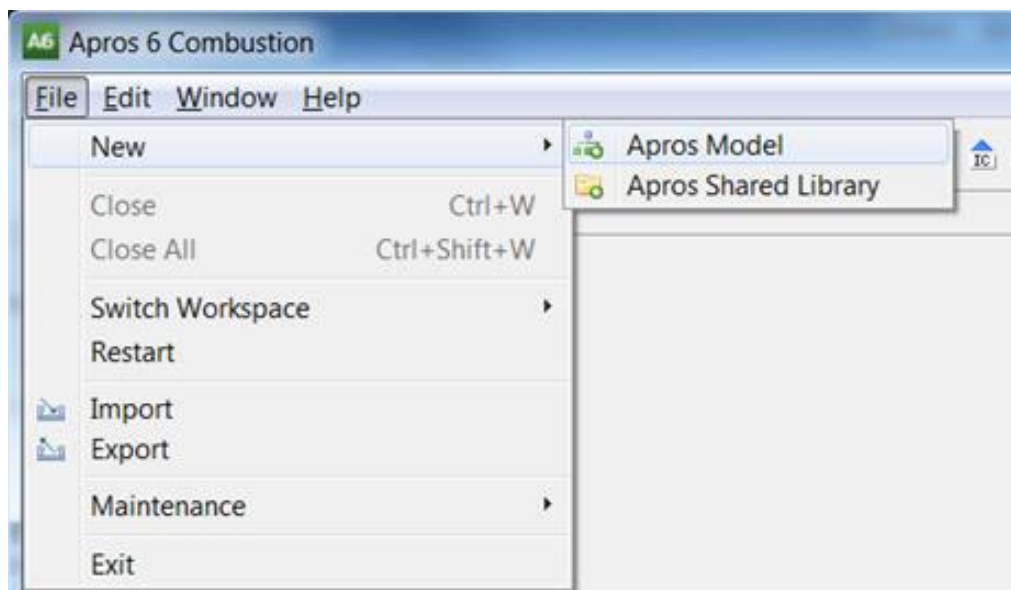 A6 Apros 6 Combustion
File Edit Window Help
New
Apros Model
IC
Apros Shared Library
Close Ctrl+W
Close All Ctrl+Shift+W
Switch Workspace
Restart
Import
Export
Maintenance
Exit